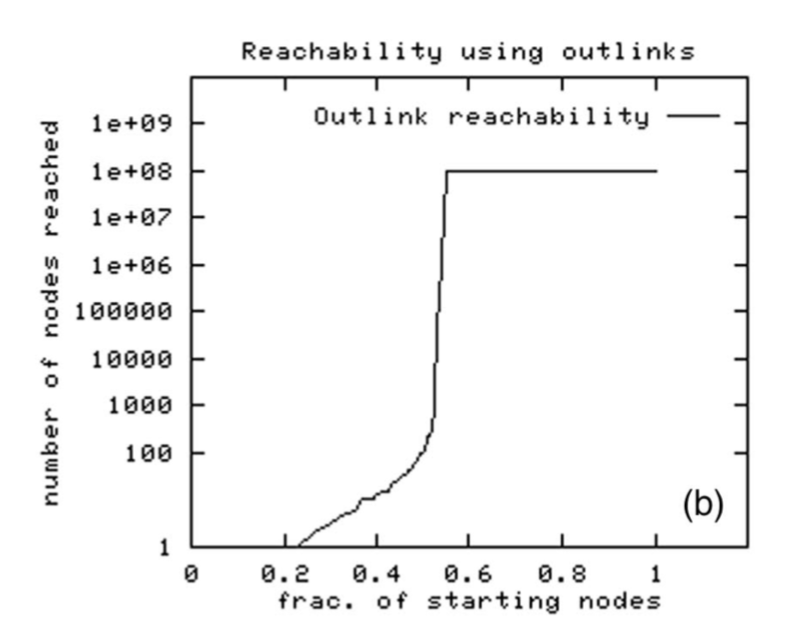 Reachability using outlinks
Outlink reachability
number of nodes reached
1e+09
1e+08
1e+07
1e+06
100000
10000
1000
100
1
(b)
0 0.2 0.4 0.6 0.8 1
frac. of starting nodes